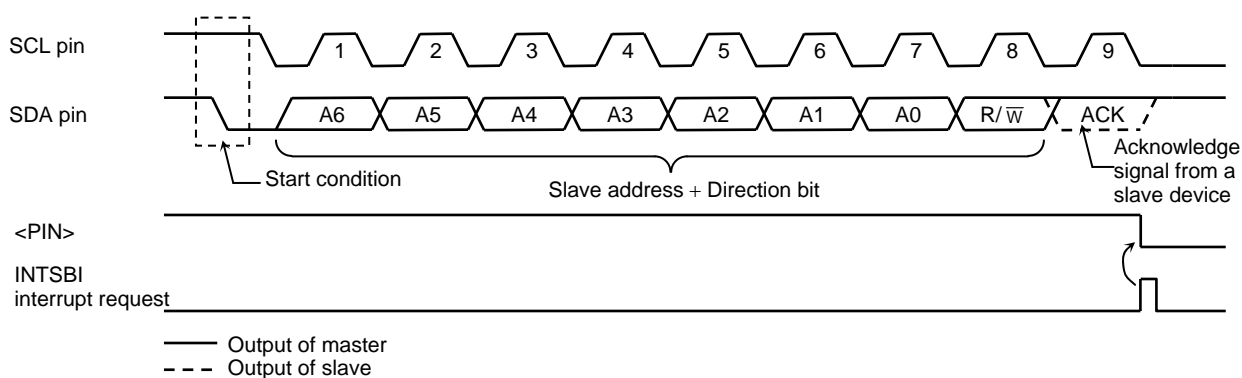 SCL pin
1 2 3 4 5 6 7 8 9
SDA pin
A6 A5 A4 A3 A2 A1 A0 R/W̅ ACK
Start condition
Slave address + Direction bit
Acknowledge
signal from a
slave device
<PIN>
INTSBI
interrupt request
Output of master
Output of slave